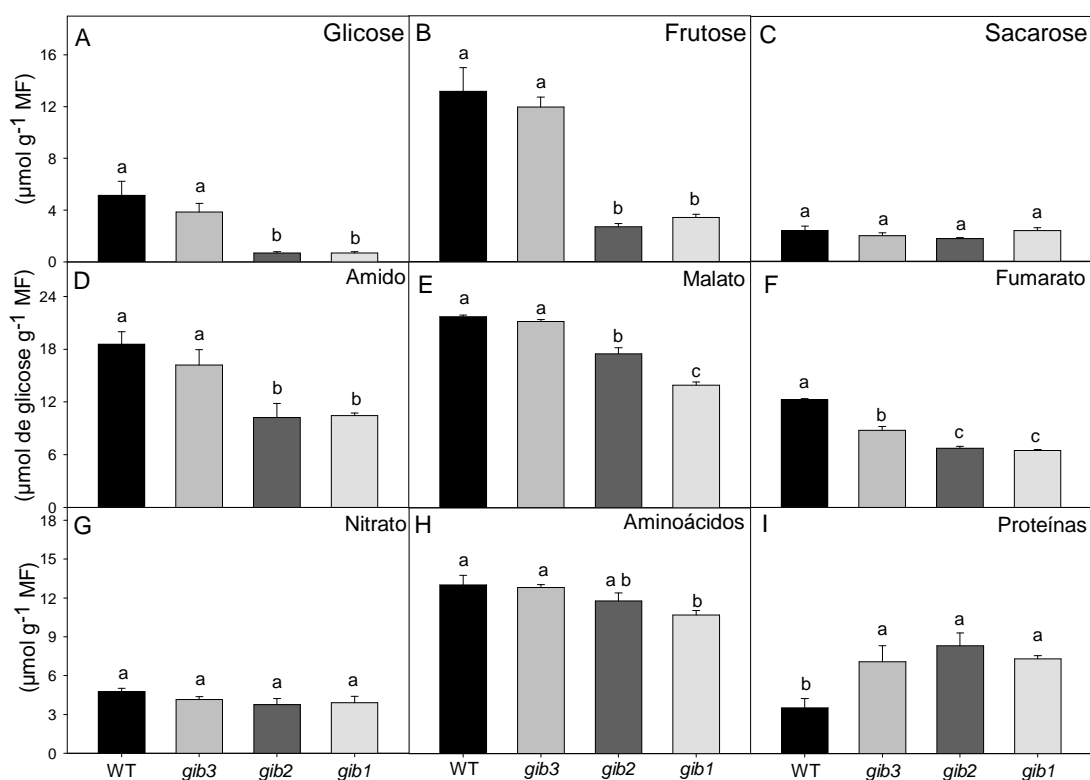 A Glicose
B Frutose
C Sacarose
(µmol g⁻¹ MF)
16
12
8
4
0
a a b b
a a b b
a a a a
D Amido
E Malato
F Fumarato
(µmol de glicose g⁻¹ MF)
24
18
12
6
0
a a b b
a a b c
a b c c
G Nitrato
H Aminoácidos
I Proteínas
(µmol g⁻¹ MF)
18
15
12
9
6
3
0
a a a a
a a a b b
b a a a
WT gib3 gib2 gib1
WT gib3 gib2 gib1
WT gib3 gib2 gib1